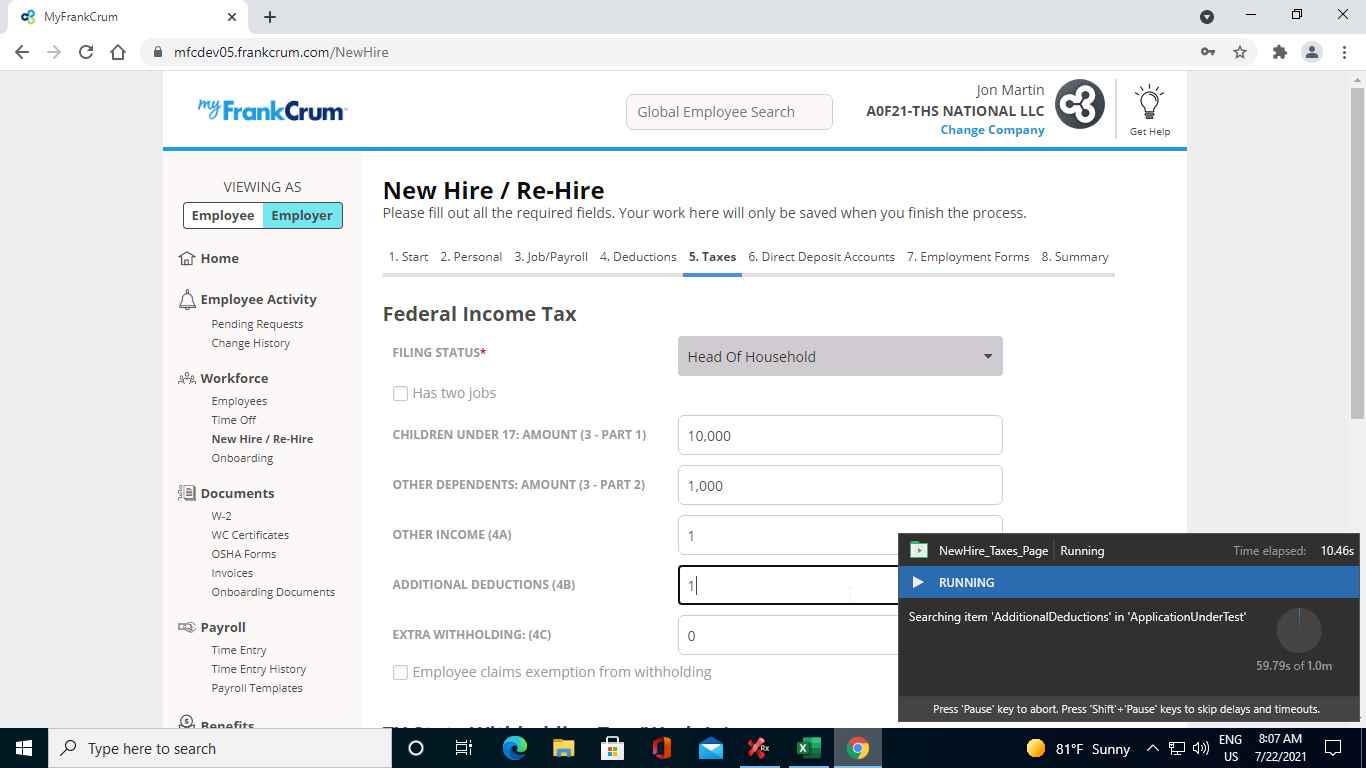 MyFrankCrum
mfcdev05.frankcrum.com/NewHire
myFrankCrum
Global Employee Search
Jon Martin
A0F21-THS NATIONAL LLC
Change Company
Get Help
VIEWING AS
Employee Employer
Home
Employee Activity
Pending Requests
Change History
Workforce
Employees
Time Off
New Hire / Re-Hire
Onboarding
Documents
W-2
WC Certificates
OSHA Forms
Invoices
Onboarding Documents
Payroll
Time Entry
Time Entry History
Payroll Templates
Benefits
New Hire / Re-Hire
Please fill out all the required fields. Your work here will only be saved when you finish the process.
1. Start 2. Personal 3. Job/Payroll 4. Deductions 5. Taxes 6. Direct Deposit Accounts 7. Employment Forms 8. Summary
Federal Income Tax
FILING STATUS* Head Of Household
Has two jobs
CHILDREN UNDER 17: AMOUNT (3 - PART 1) 10,000
OTHER DEPENDENTS: AMOUNT (3 - PART 2) 1,000
OTHER INCOME (4A) 1
ADDITIONAL DEDUCTIONS (4B) 1
EXTRA WITHHOLDING: (4C) 0
Employee claims exemption from withholding
NewHire_Taxes_Page Running Time elapsed: 10.46s
RUNNING
Searching item 'AdditionalDeductions' in 'ApplicationUnderTest'
59.79s of 1.0m
Press 'Pause' key to abort. Press 'Shift'+'Pause' keys to skip delays and timeouts.
Type here to search
Rx
81°F Sunny
ENG
US
8:07 AM
7/22/2021